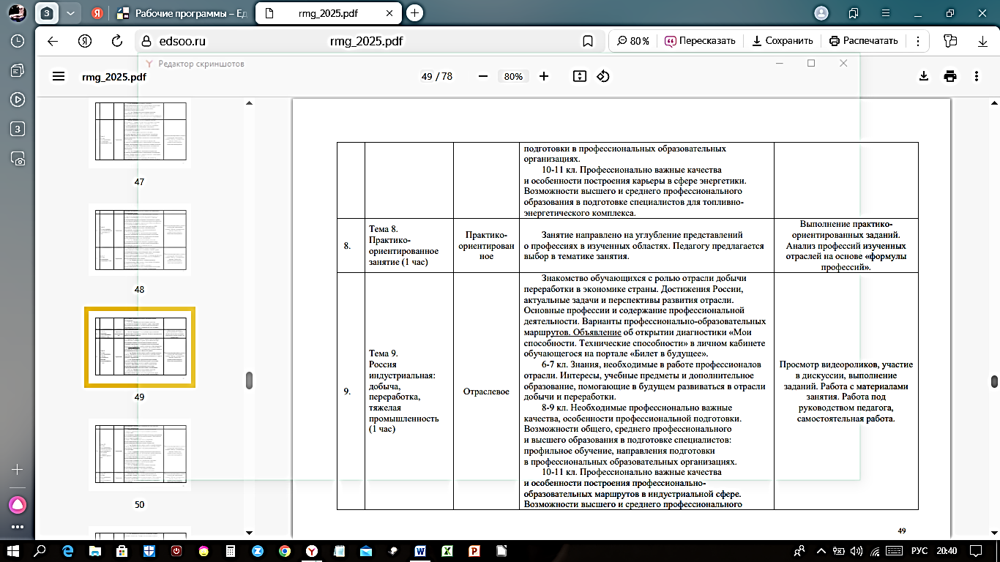 3
Рабочие программы – Ед
rmg_2025.pdf
edsoo.ru
rmg_2025.pdf
80 %
Пересказать
Сохранить
Распечатать
Редактор скриншотов
rmg_2025.pdf
49 / 78
80%
3
47
48
49
50
подготовки в профессиональных образовательных
организациях.
10-11 кл. Профессионально важные качества
и особенности построения карьеры в сфере энергетики.
Возможности высшего и среднего профессионального
образования в подготовке специалистов для топливно-
энергетического комплекса.
8.
Тема 8.
Практико-
ориентированное
занятие (1 час)
Практико-
ориентирован
ное
Занятие направлено на углубление представлений
о профессиях в изученных областях. Педагогу предлагается
выбор в тематике занятия.
Выполнение практико-
ориентированных заданий.
Анализ профессий изученных
отраслей на основе «формулы
профессий».
9.
Тема 9.
Россия
индустриальная:
добыча,
переработка,
тяжелая
промышленность
(1 час)
Отраслевое
Знакомство обучающихся с ролью отрасли добычи
переработки в экономике страны. Достижения России,
актуальные задачи и перспективы развития отрасли.
Основные профессии и содержание профессиональной
деятельности. Варианты профессионально-образовательных
маршрутов. Объявление об открытии диагностики «Мои
способности. Технические способности» в личном кабинете
обучающегося на портале «Билет в будущее».
6-7 кл. Знания, необходимые в работе профессионалов
отрасли. Интересы, учебные предметы и дополнительное
образование, помогающие в будущем развиваться в отрасли
добычи и переработки.
8-9 кл. Необходимые профессионально важные
качества, особенности профессиональной подготовки.
Возможности общего, среднего профессионального
и высшего образования в подготовке специалистов:
профильное обучение, направления подготовки
в профессиональных образовательных организациях.
10-11 кл. Профессионально важные качества
и особенности построения профессионально-
образовательных маршрутов в индустриальной сфере.
Возможности высшего и среднего профессионального
Просмотр видеороликов, участие
в дискуссии, выполнение
заданий. Работа с материалами
занятия. Работа под
руководством педагога,
самостоятельная работа.
49
РУС
20:40